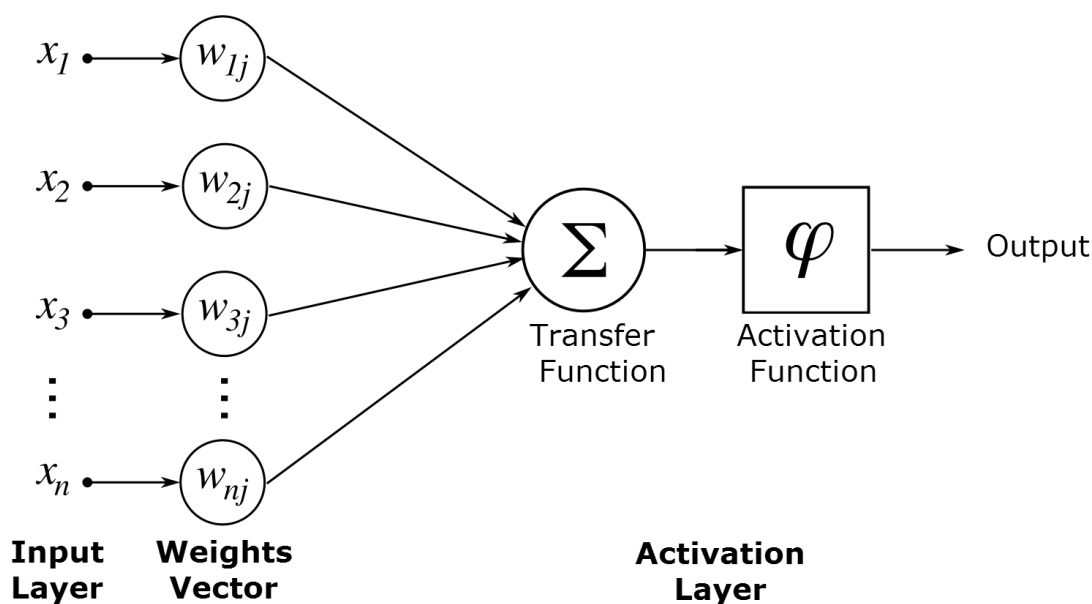 x1 w1j
x2 w2j
Σ φ Output
x3 w3j
Transfer Function
Activation Function
⋮ ⋮
xn wnj
Input Layer
Weights Vector
Activation Layer